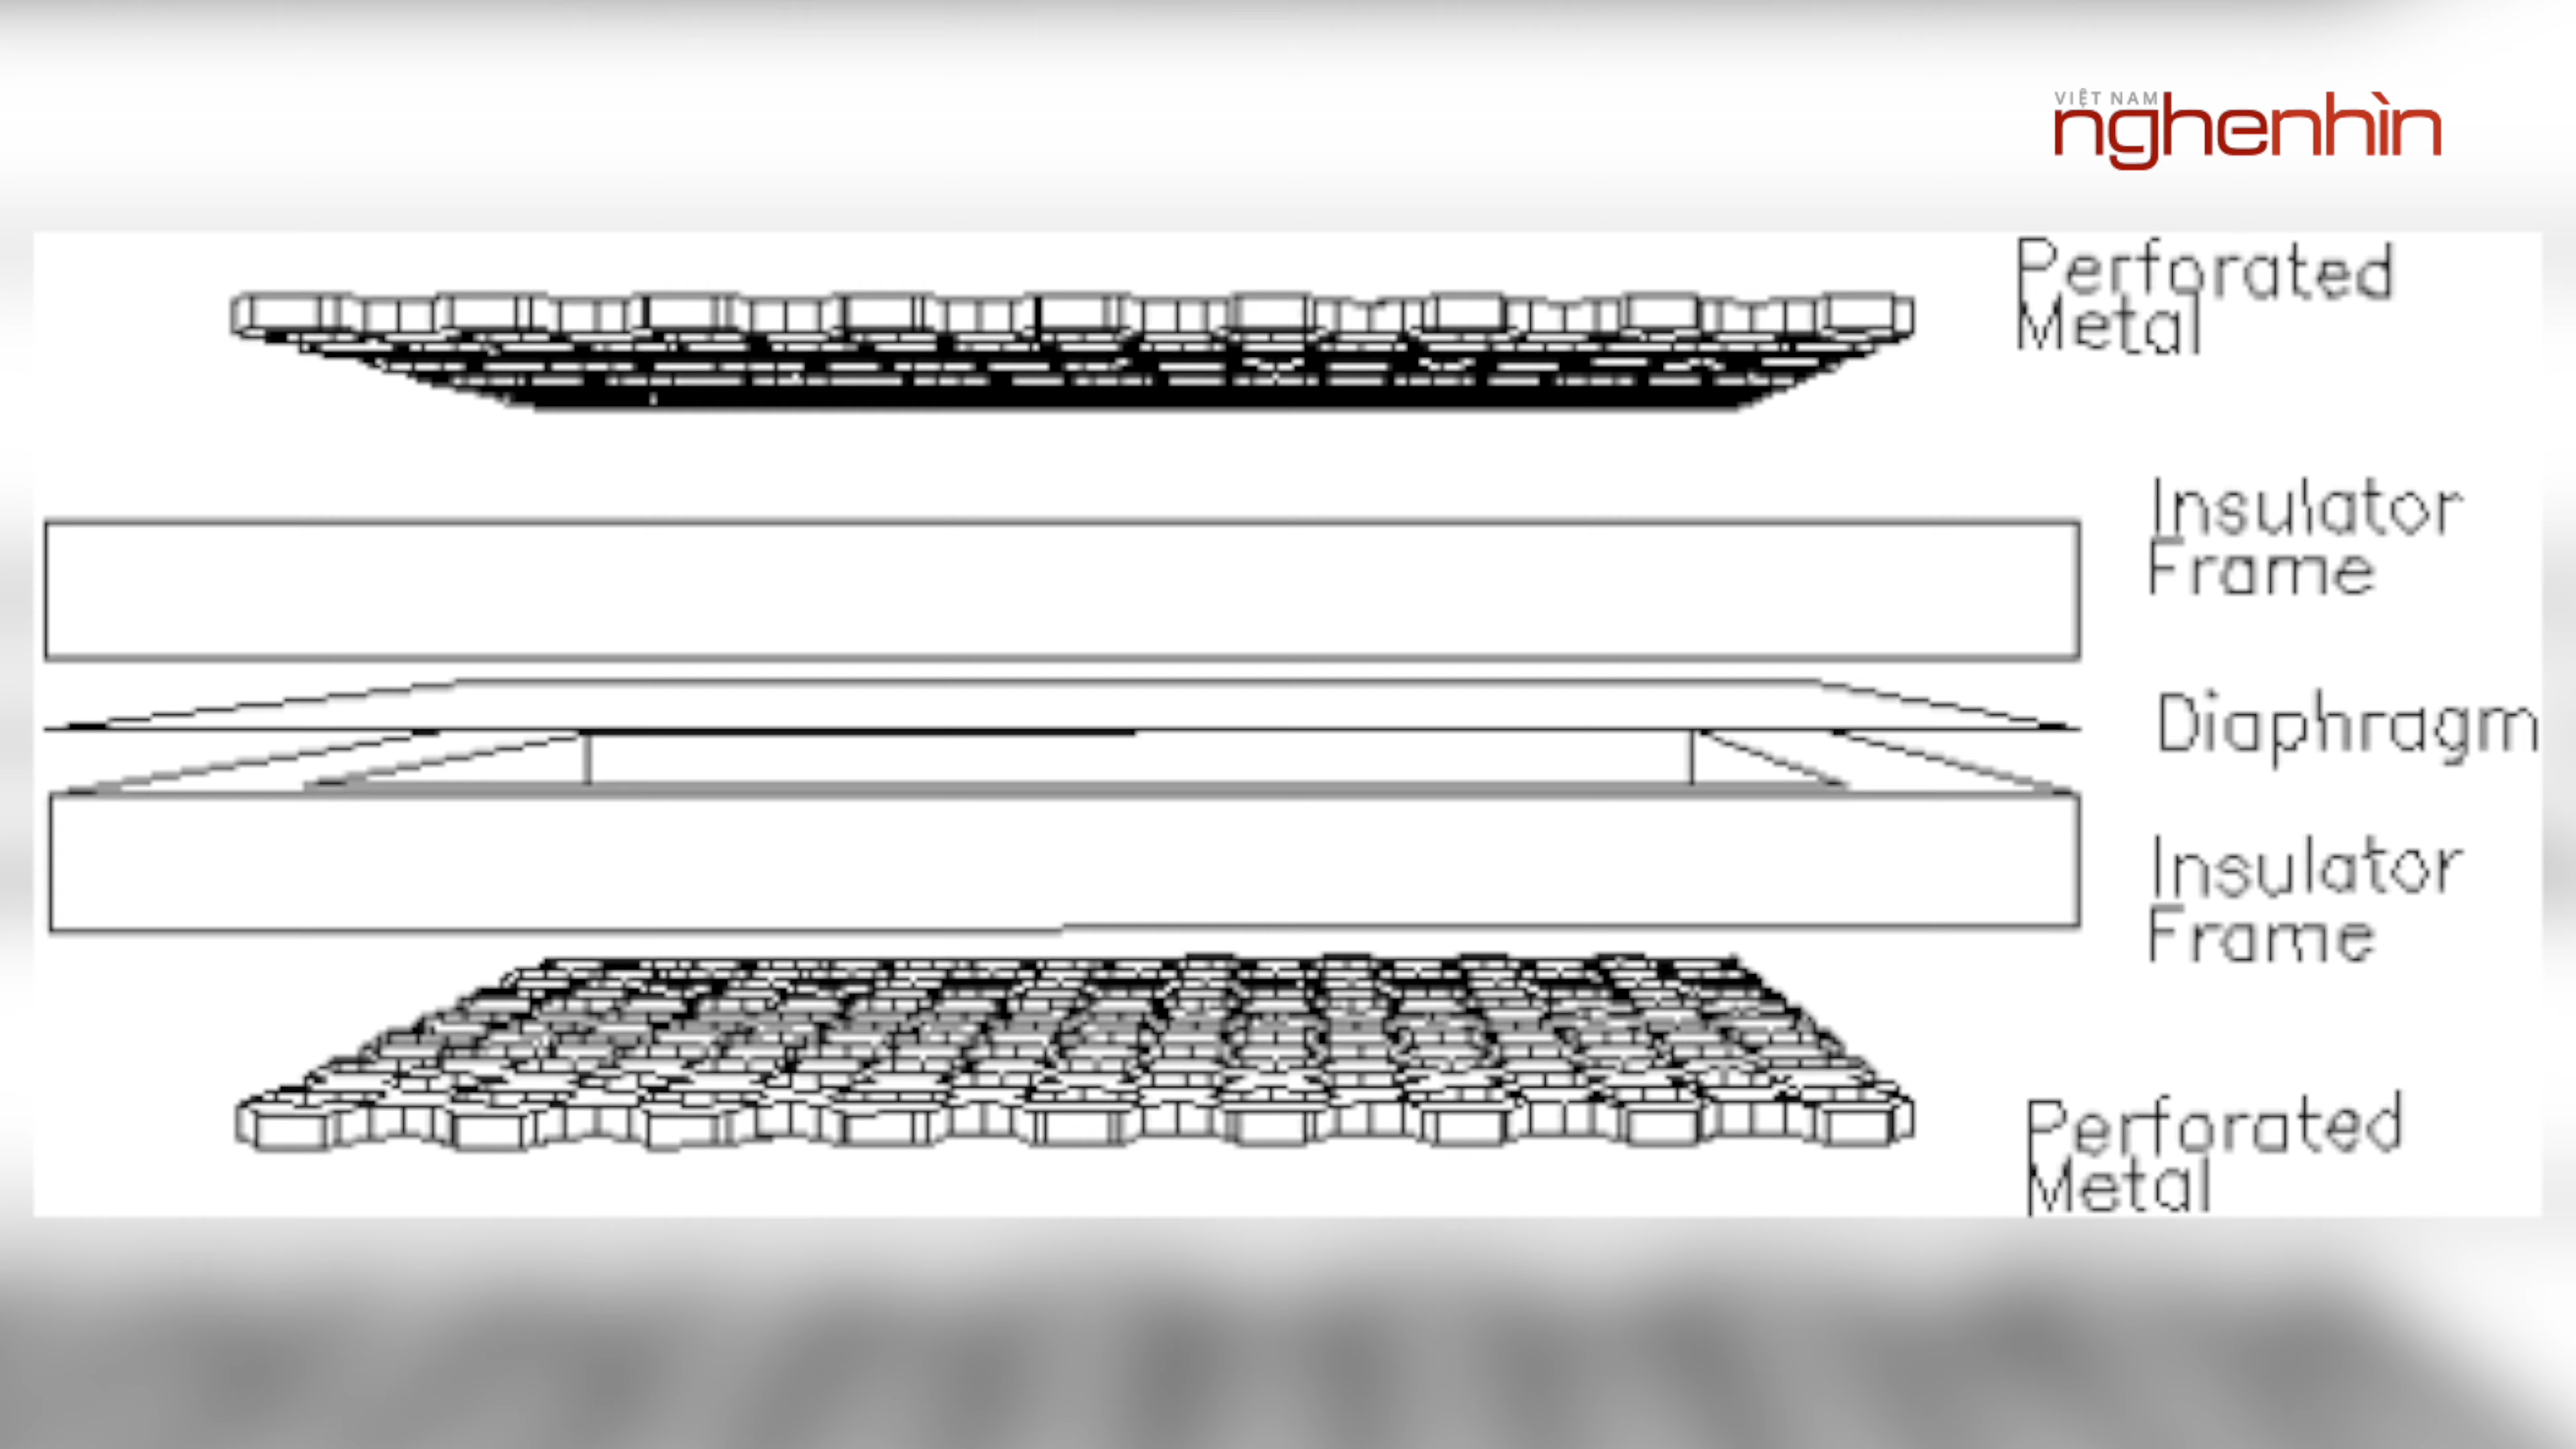 VIỆT NAM
nghenhìn
Perforated
Metal
Insulator
Frame
Diaphragm
Insulator
Frame
Perforated
Metal